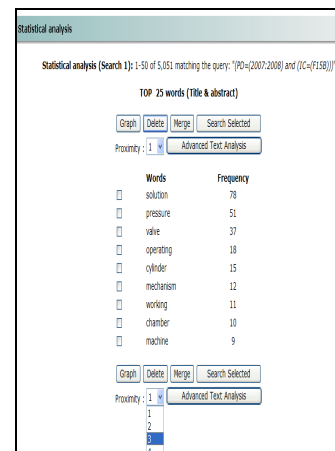 Statistical analysis
Statistical analysis (Search 1): 1-50 of 5,051 matching the query: "(PD=(2007:2008) and (IC=(F15B)))"
TOP 25 words (Title & abstract)
Graph Delete Merge Search Selected
Proximity : 1 Advanced Text Analysis
Words Frequency
solution 78
pressure 51
valve 37
operating 18
cylinder 15
mechanism 12
working 11
chamber 10
machine 9
Graph Delete Merge Search Selected
Proximity : 1 Advanced Text Analysis
1
2
3